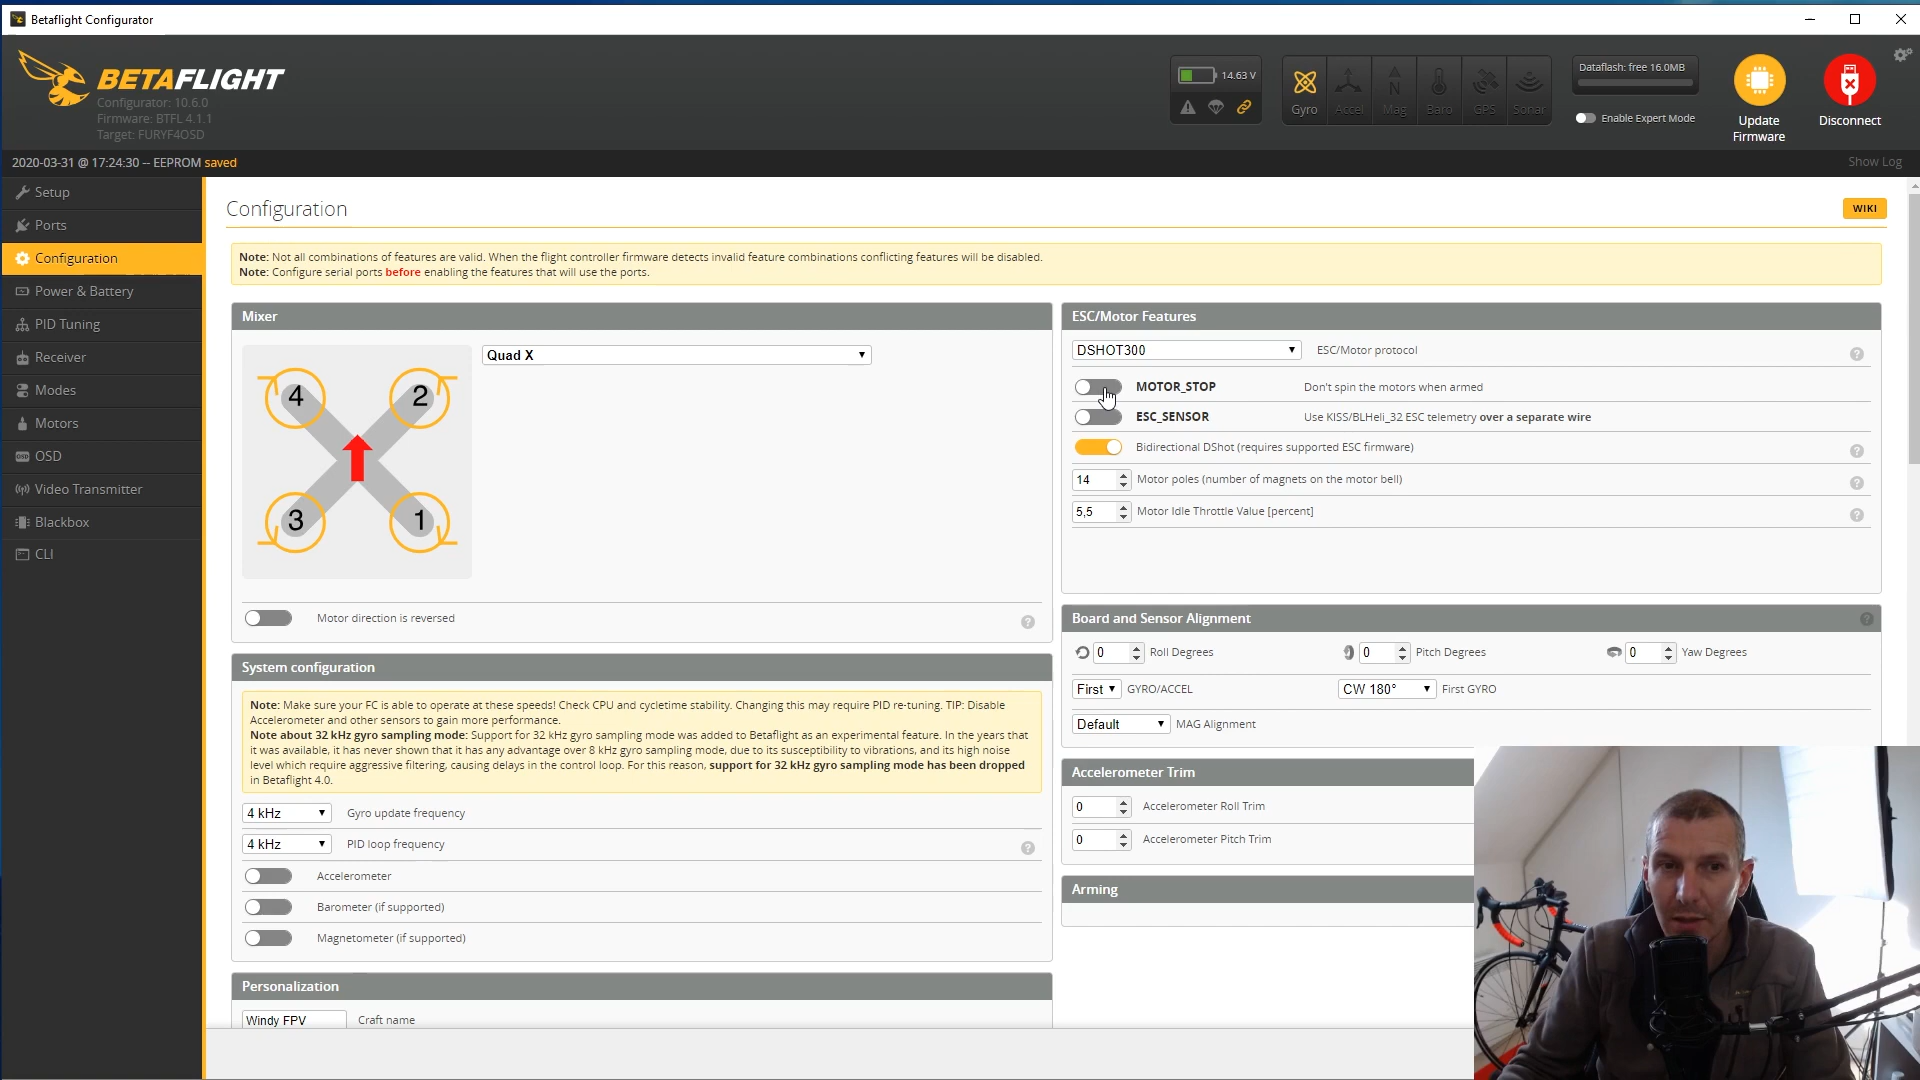 Betaflight Configurator
BETAFLIGHT
Configurator: 10.6.0
Firmware: BTFL 4.1.1
Target: FURYF4OSD
14.63 V
Gyro
Accel
Mag
Baro
GPS
Sonar
Dataflash: free 16.0MB
Enable Expert Mode
Update
Firmware
Disconnect
2020-03-31 @ 17:24:30 -- EEPROM saved
Show Log
Setup
Ports
Configuration
Power & Battery
PID Tuning
Receiver
Modes
Motors
OSD
Video Transmitter
Blackbox
CLI
Configuration
WIKI
Note: Not all combinations of features are valid. When the flight controller firmware detects invalid feature combinations conflicting features will be disabled.
Note: Configure serial ports before enabling the features that will use the ports.
Mixer
Quad X
4
2
3
1
Motor direction is reversed
System configuration
Note: Make sure your FC is able to operate at these speeds! Check CPU and cycletime stability. Changing this may require PID re-tuning. TIP: Disable
Accelerometer and other sensors to gain more performance.
Note about 32 kHz gyro sampling mode: Support for 32 kHz gyro sampling mode was added to Betaflight as an experimental feature. In the years that
it was available, it has never shown that it has any advantage over 8 kHz gyro sampling mode, due to its susceptibility to vibrations, and its high noise
level which require aggressive filtering, causing delays in the control loop. For this reason, support for 32 kHz gyro sampling mode has been dropped
in Betaflight 4.0.
4 kHz Gyro update frequency
4 kHz PID loop frequency
Accelerometer
Barometer (if supported)
Magnetometer (if supported)
Personalization
Windy FPV Craft name
ESC/Motor Features
DSHOT300 ESC/Motor protocol
MOTOR_STOP Don't spin the motors when armed
ESC_SENSOR Use KISS/BLHeli_32 ESC telemetry over a separate wire
Bidirectional DShot (requires supported ESC firmware)
14 Motor poles (number of magnets on the motor bell)
5,5 Motor Idle Throttle Value [percent]
Board and Sensor Alignment
0 Roll Degrees 0 Pitch Degrees 0 Yaw Degrees
First GYRO/ACCEL CW 180° First GYRO
Default MAG Alignment
Accelerometer Trim
0 Accelerometer Roll Trim
0 Accelerometer Pitch Trim
Arming